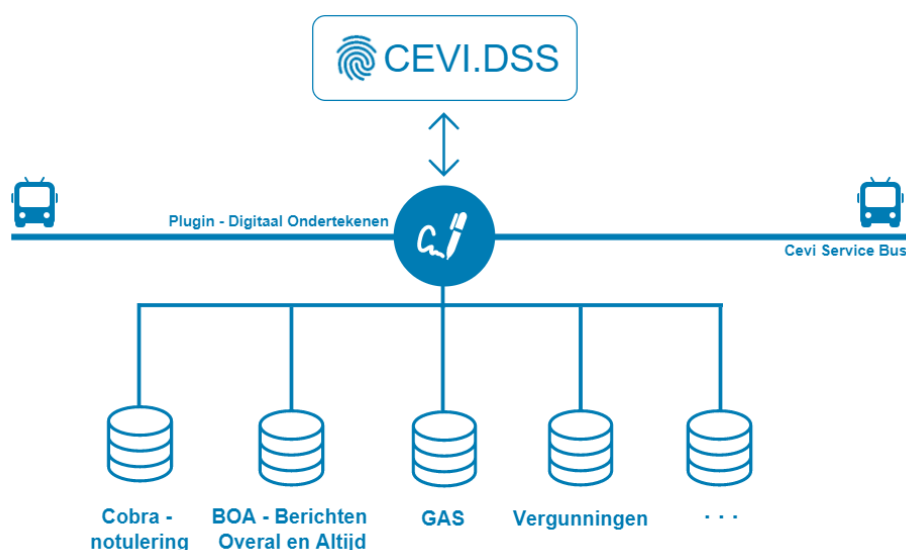 CEVI.DSS
Plugin - Digitaal Ondertekenen
Cevi Service Bus
Cobra -
notulering
BOA - Berichten
Overal en Altijd
GAS
Vergunningen
. . .